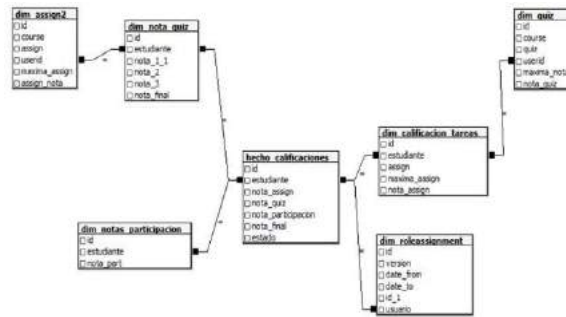 dim_assign2
id
course
assign
userid
maxima_assign
assign_nota
dim_nota_quiz
id
estudiante
nota_1_1
nota_2
nota_3
nota_final
dim_quiz
id
course
quiz
userid
maxima_nota
nota_quiz
hecho_calificaciones
id
estudiante
nota_assign
nota_quiz
nota_participacion
nota_final
estado
dim_calificacion_tareas
id
estudiante
assign
maxima_assign
nota_assign
dim_notas_participacion
id
estudiante
nota_part
dim_roleassignment
id
version
date_from
date_to
id_1
usuario